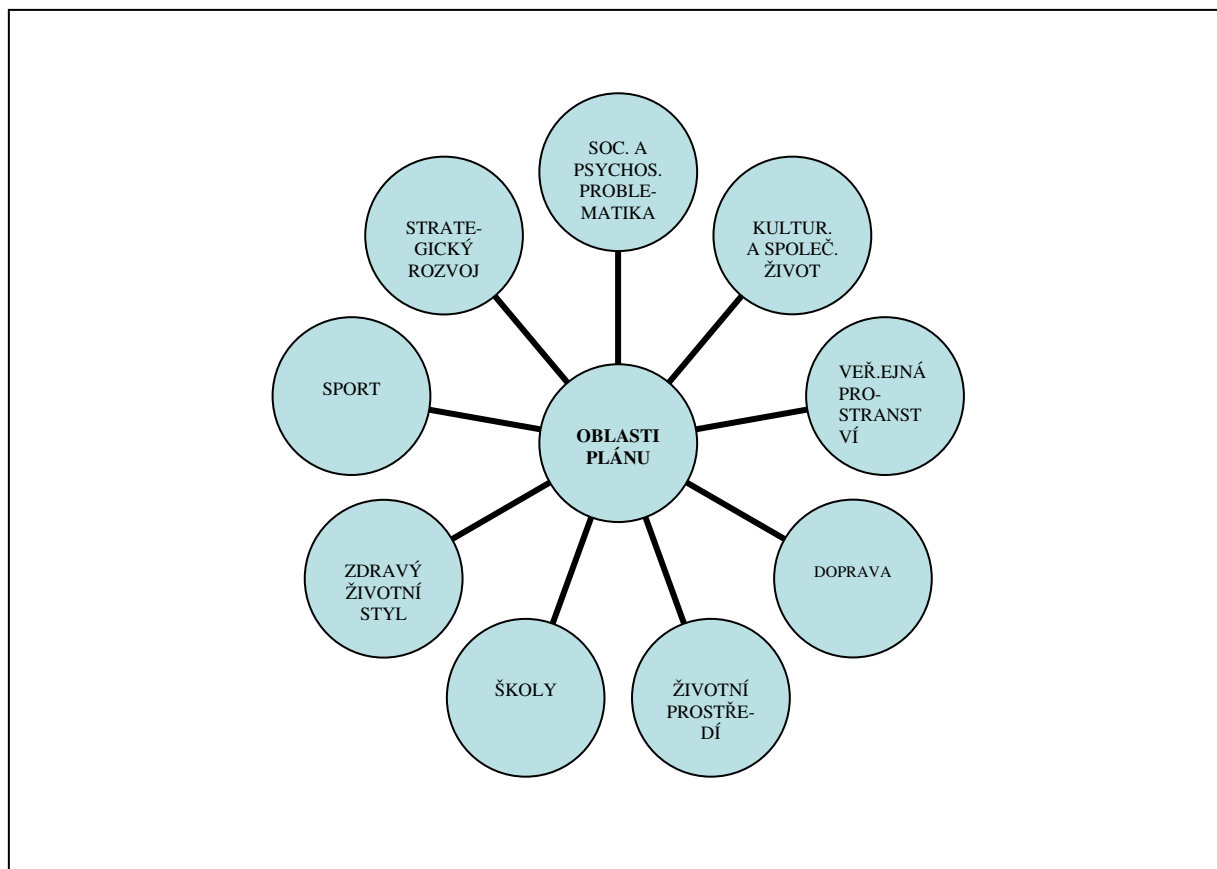 SOC. A
PSYCHOS.
PROBLE-
MATIKA
KULTUR.
A SPOLEČ.
ŽIVOT
VEŘ.EJNÁ
PRO-
STRANST
VÍ
DOPRAVA
ŽIVOTNÍ
PROSTŘE-
DÍ
ŠKOLY
ZDRAVÝ
ŽIVOTNÍ
STYL
SPORT
STRATE-
GICKÝ
ROZVOJ
OBLASTI
PLÁNU